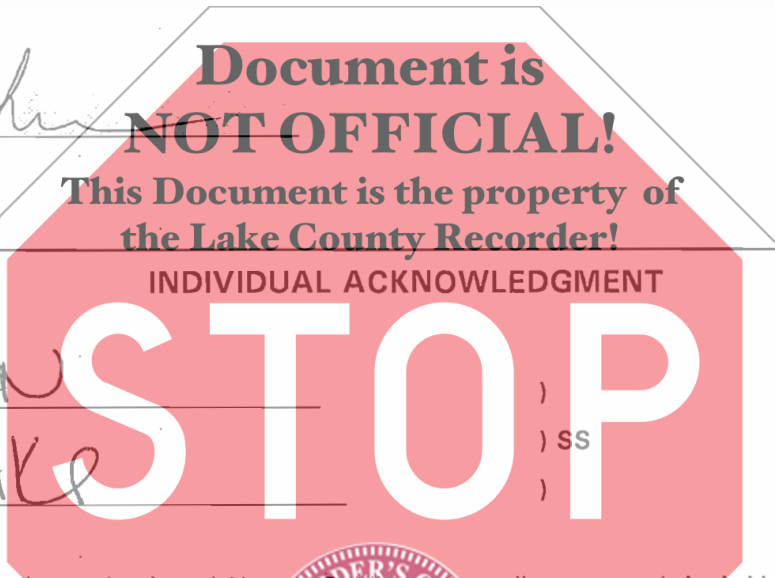 Document is
NOT OFFICIAL!
This Document is the property of
the Lake County Recorder!
INDIVIDUAL ACKNOWLEDGMENT
STOP
)
) SS
)